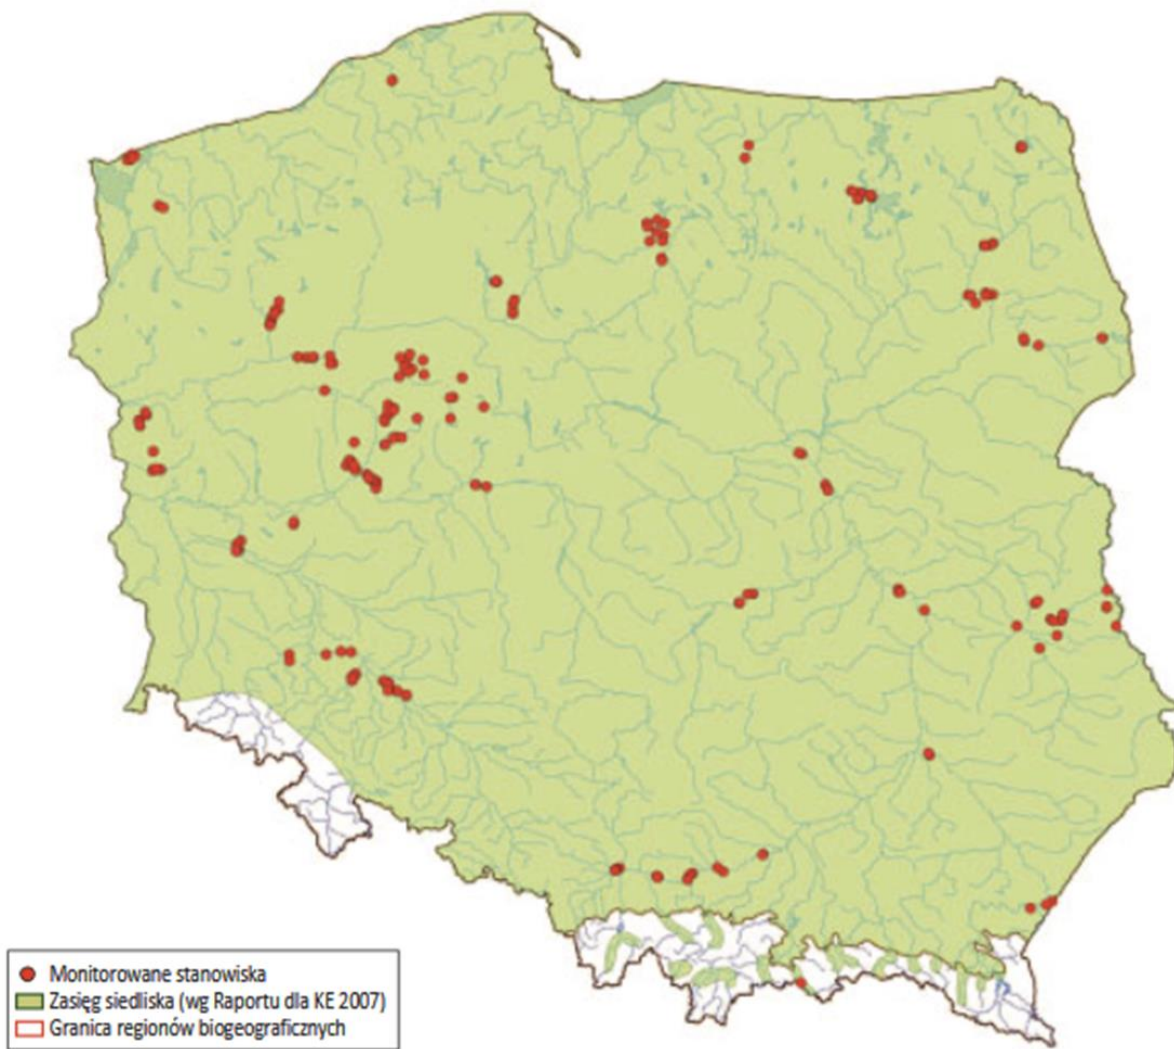 Monitorowane stanowiska
Zasięg siedliska (wg Raportu dla KE 2007)
Granica regionów biogeograficznych